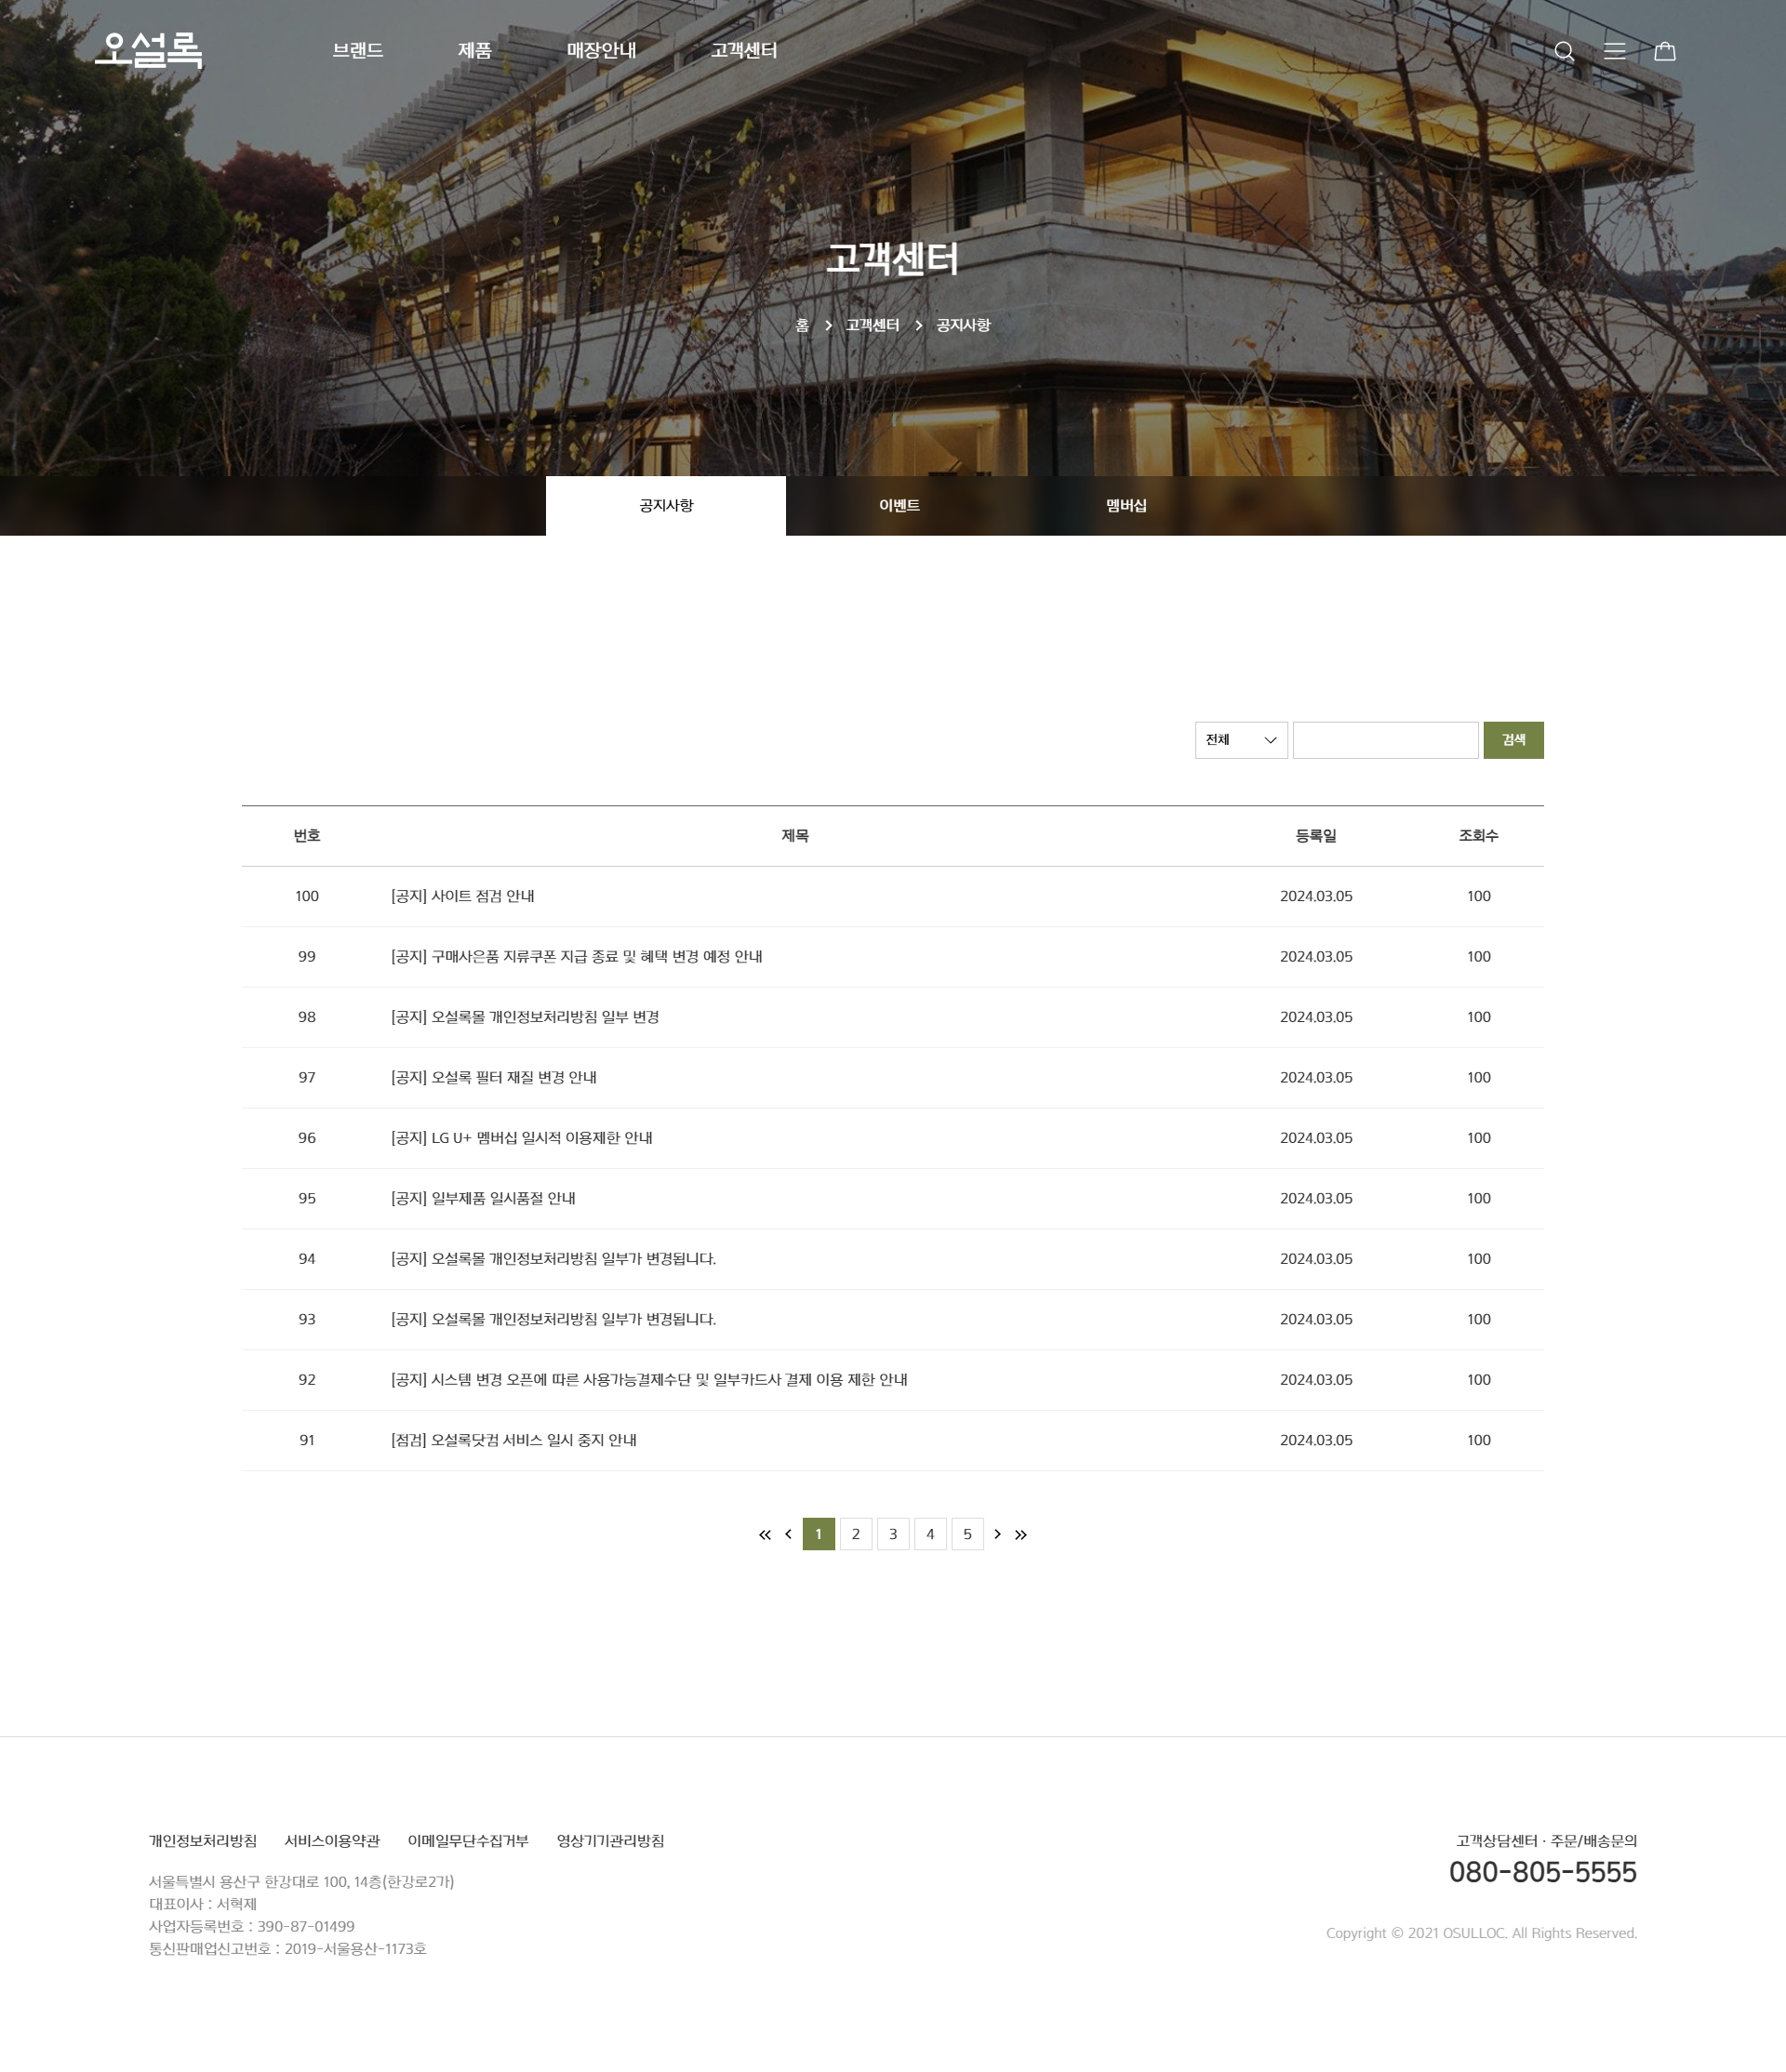 오설록 브랜드 제품 매장안내 고객센터
고객센터
홈 > 고객센터 > 공지사항
공지사항 이벤트 멤버십
전체 검색
번호 제목 등록일 조회수
100 [공지] 사이트 점검 안내 2024.03.05 100
99 [공지] 구매사은품 지류쿠폰 지급 종료 및 혜택 변경 예정 안내 2024.03.05 100
98 [공지] 오설록몰 개인정보처리방침 일부 변경 2024.03.05 100
97 [공지] 오설록 필터 재질 변경 안내 2024.03.05 100
96 [공지] LG U+ 멤버십 일시적 이용제한 안내 2024.03.05 100
95 [공지] 일부제품 일시품절 안내 2024.03.05 100
94 [공지] 오설록몰 개인정보처리방침 일부가 변경됩니다. 2024.03.05 100
93 [공지] 오설록몰 개인정보처리방침 일부가 변경됩니다. 2024.03.05 100
92 [공지] 시스템 변경 오픈에 따른 사용가능결제수단 및 일부카드사 결제 이용 제한 안내 2024.03.05 100
91 [점검] 오설록닷컴 서비스 일시 중지 안내 2024.03.05 100
« < 1 2 3 4 5 > »
개인정보처리방침 서비스이용약관 이메일무단수집거부 영상기기관리방침
서울특별시 용산구 한강대로 100, 14층(한강로2가)
대표이사 : 서혁제
사업자등록번호 : 390-87-01499
통신판매업신고번호 : 2019-서울용산-1173호
고객상담센터 · 주문/배송문의
080-805-5555
Copyright © 2021 OSULLOC. All Rights Reserved.